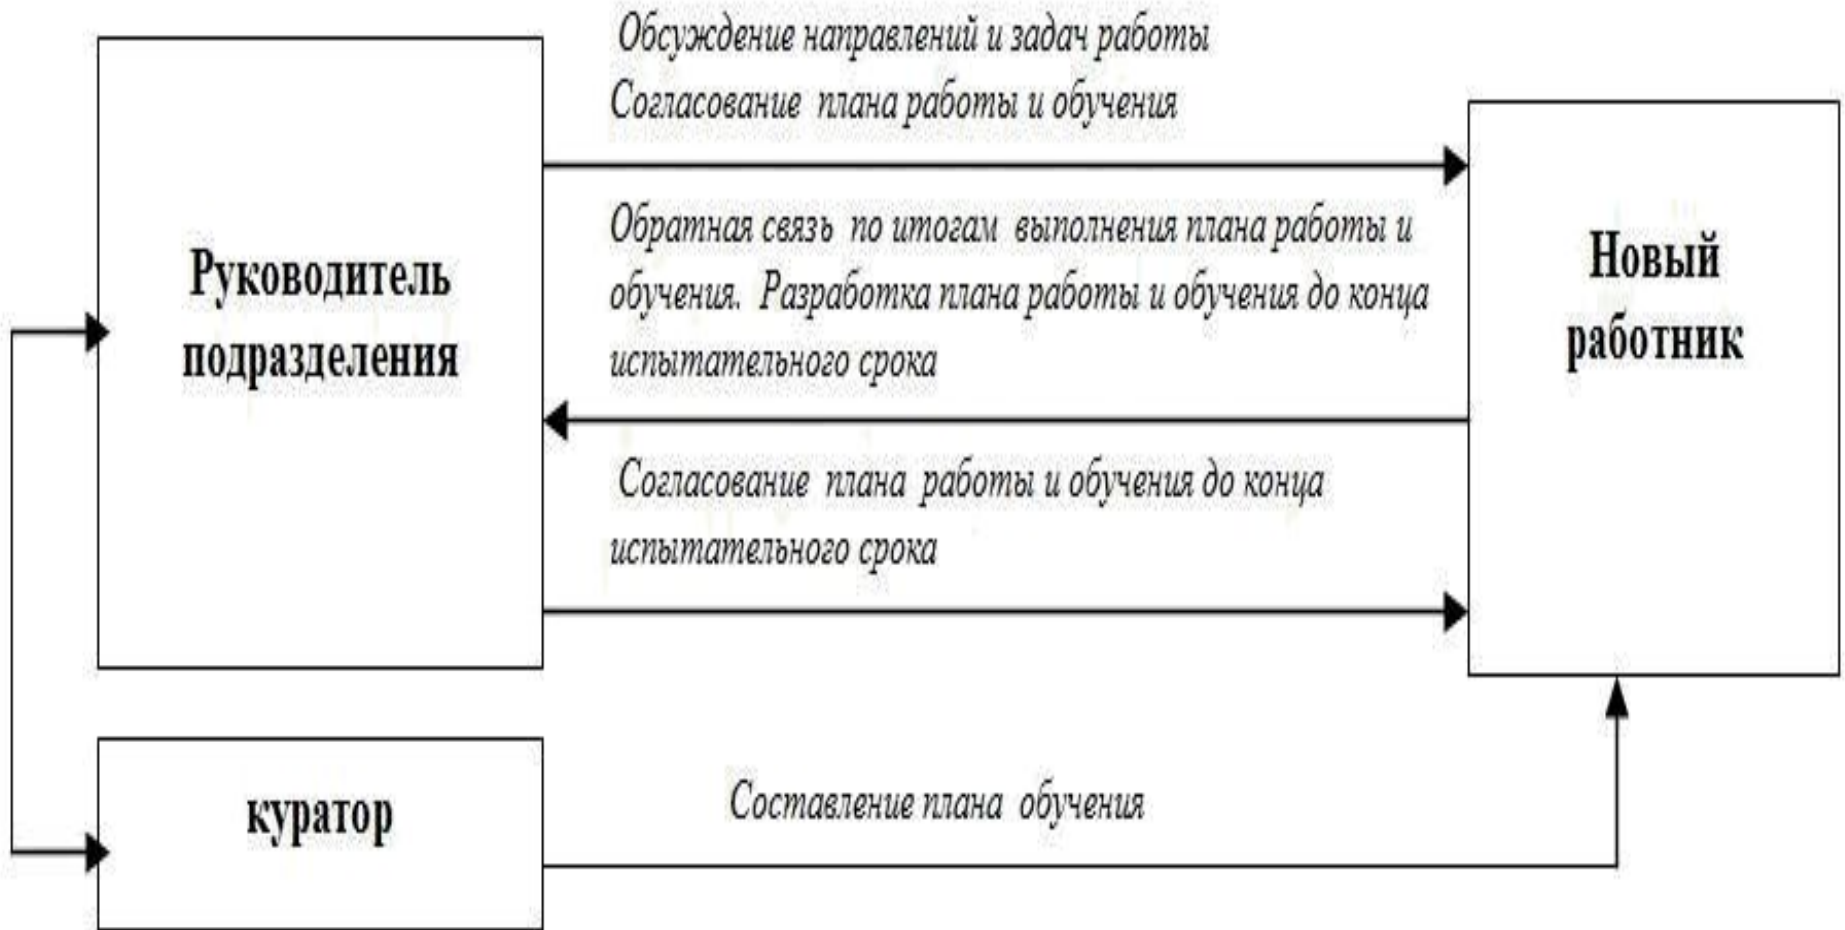 Обсуждение направлений и задач работы
Согласование плана работы и обучения
Руководитель
подразделения
Обратная связь по итогам выполнения плана работы и
обучения. Разработка плана работы и обучения до конца
испытательного срока
Новый
работник
Согласование плана работы и обучения до конца
испытательного срока
куратор
Составление плана обучения